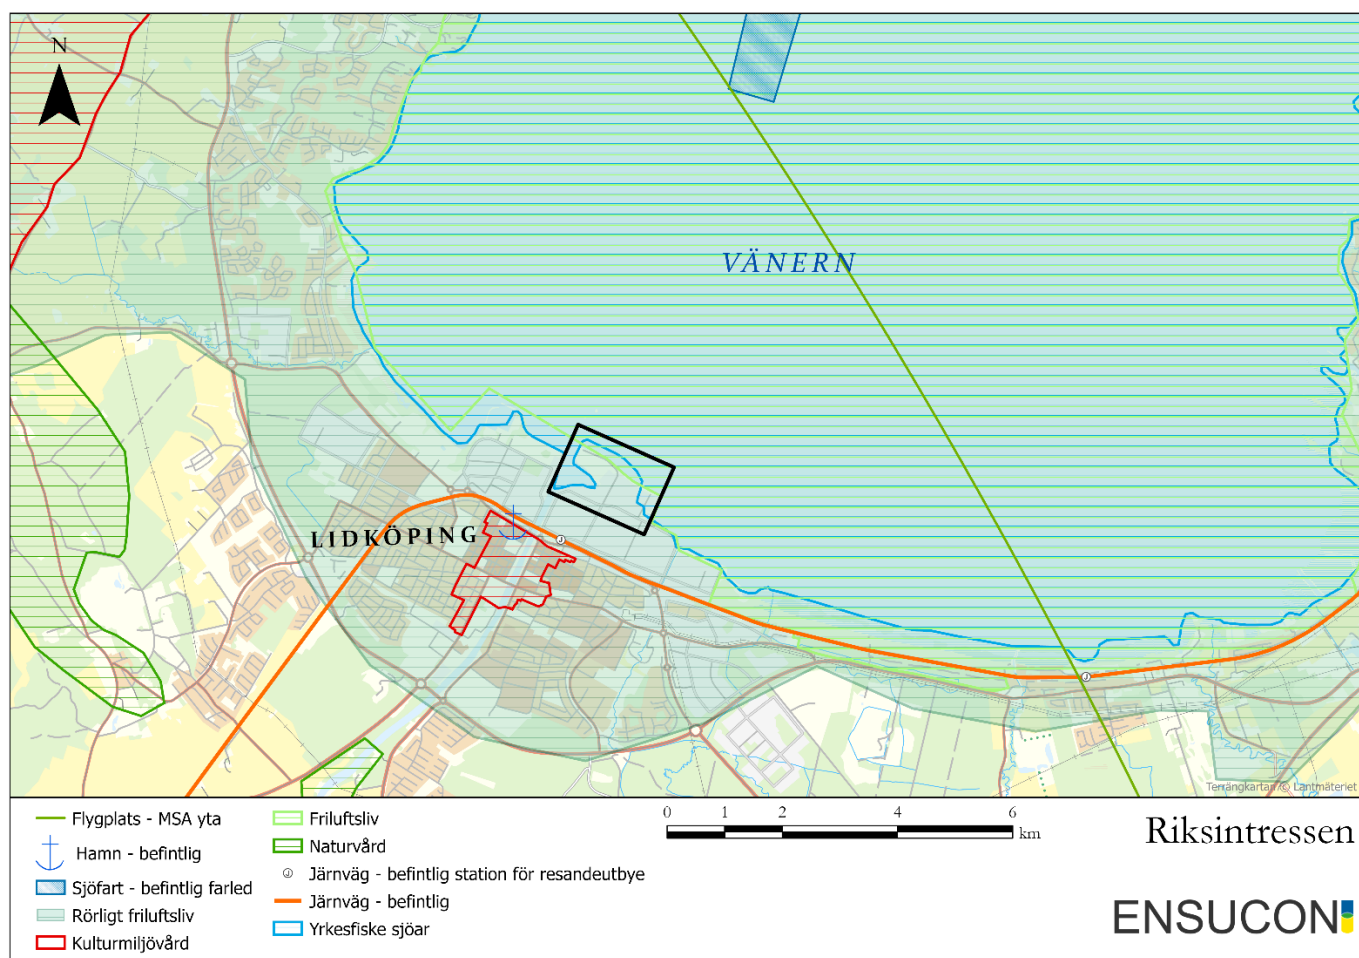 N
VÄNERN
LIDKÖPING
J
J
Terrängkartan © Lantmäteriet
Flygplats - MSA yta
Hamn - befintlig
Sjöfart - befintlig farled
Rörligt friluftsliv
Kulturmiljövård
Friluftsliv
Naturvård
J Järnväg - befintlig station för resandeutbye
Järnväg - befintlig
Yrkesfiske sjöar
0 1 2 4 6
km
Riksintressen
ENSUCON